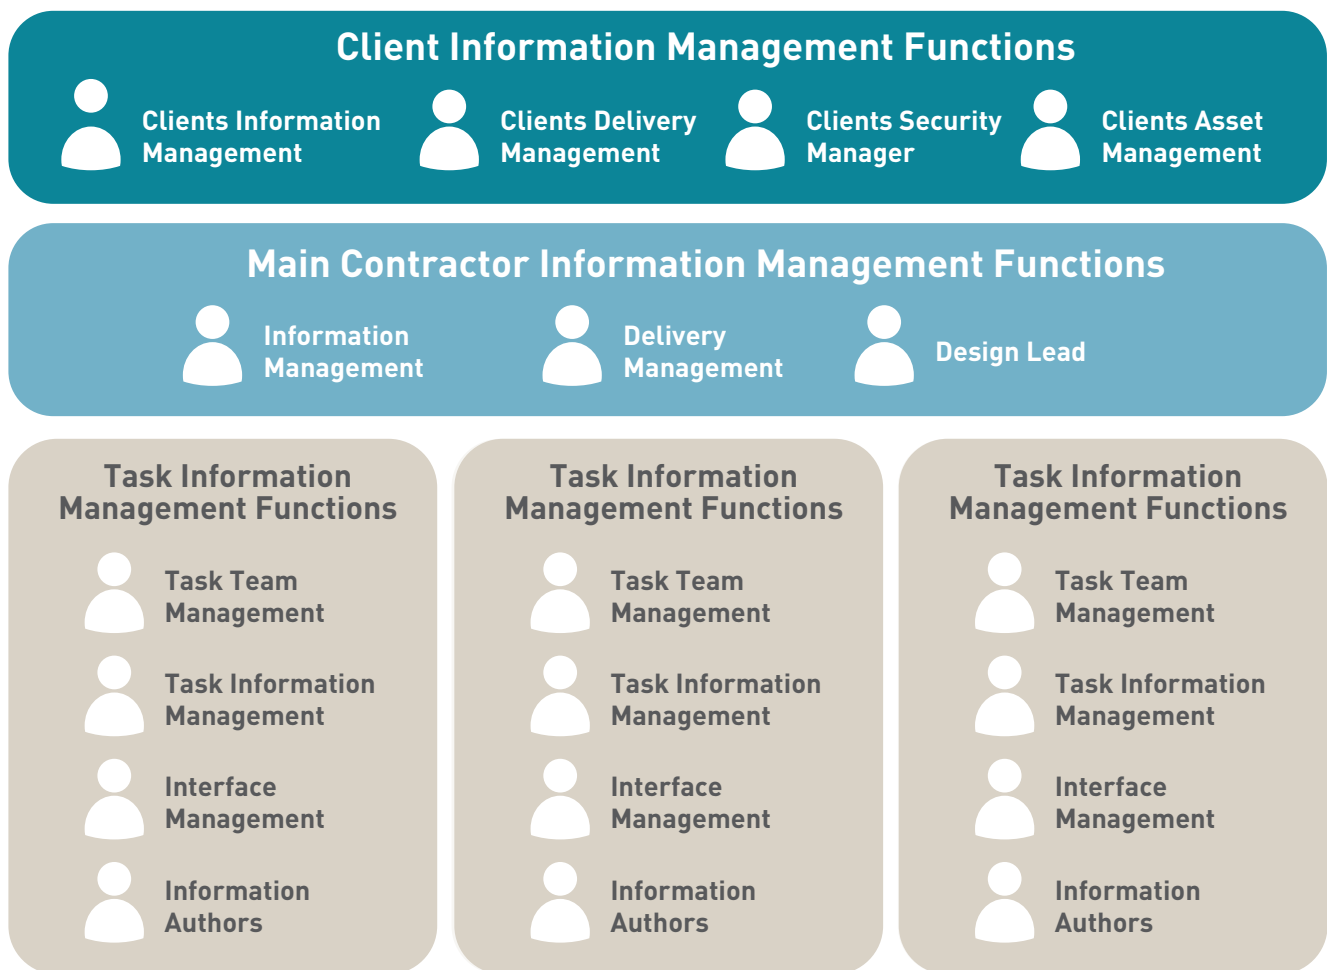 Client Information Management Functions
Clients Information
Management
Clients Delivery
Management
Clients Security
Manager
Clients Asset
Management
Main Contractor Information Management Functions
Information
Management
Delivery
Management
Design Lead
Task Information
Management Functions
Task Team
Management
Task Information
Management
Interface
Management
Information
Authors
Task Information
Management Functions
Task Team
Management
Task Information
Management
Interface
Management
Information
Authors
Task Information
Management Functions
Task Team
Management
Task Information
Management
Interface
Management
Information
Authors